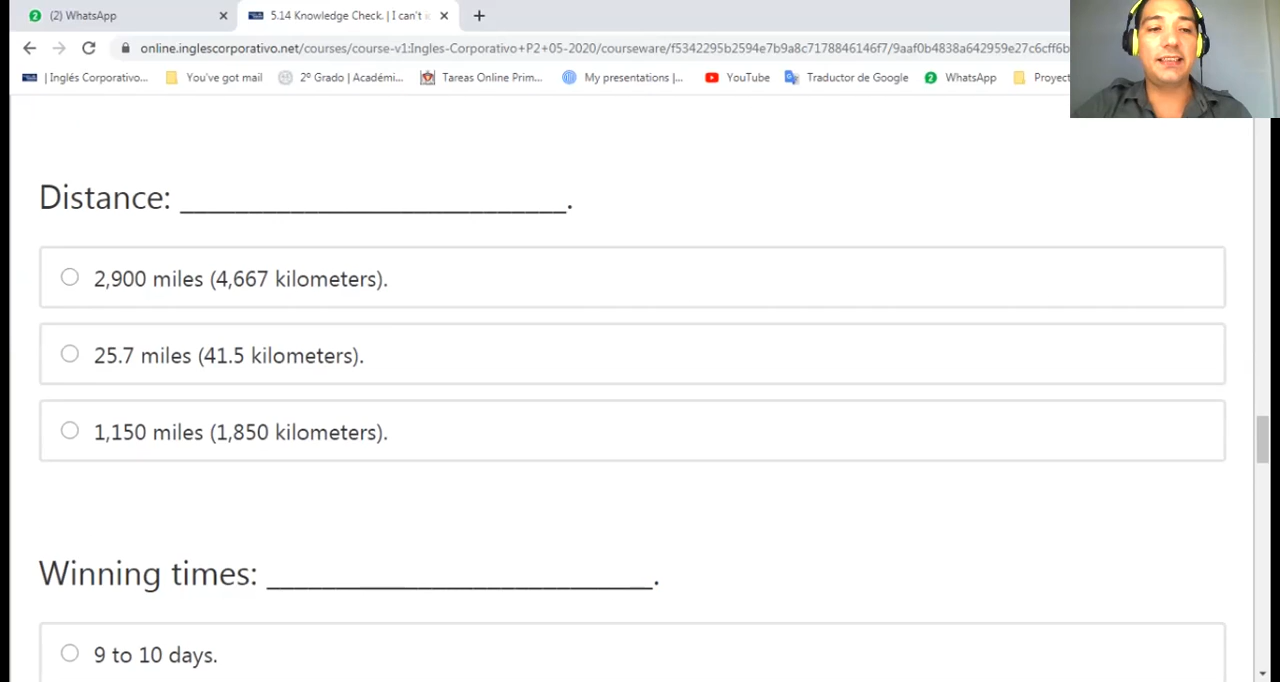 (2) WhatsApp
5.14 Knowledge Check. | I can't i
online.inglescorporativo.net/courses/course-v1:Ingles-Corporativo+P2+05-2020/courseware/f5342295b2594e7b9a8c7178846146f7/9aaf0b4838a642959e27c6cff6b
| Inglés Corporativo... You've got mail 2º Grado | Académi... Tareas Online Prim... My presentations |... YouTube Traductor de Google WhatsApp Proyect
Distance: ____________________________.
2,900 miles (4,667 kilometers).
25.7 miles (41.5 kilometers).
1,150 miles (1,850 kilometers).
Winning times: ____________________________.
9 to 10 days.